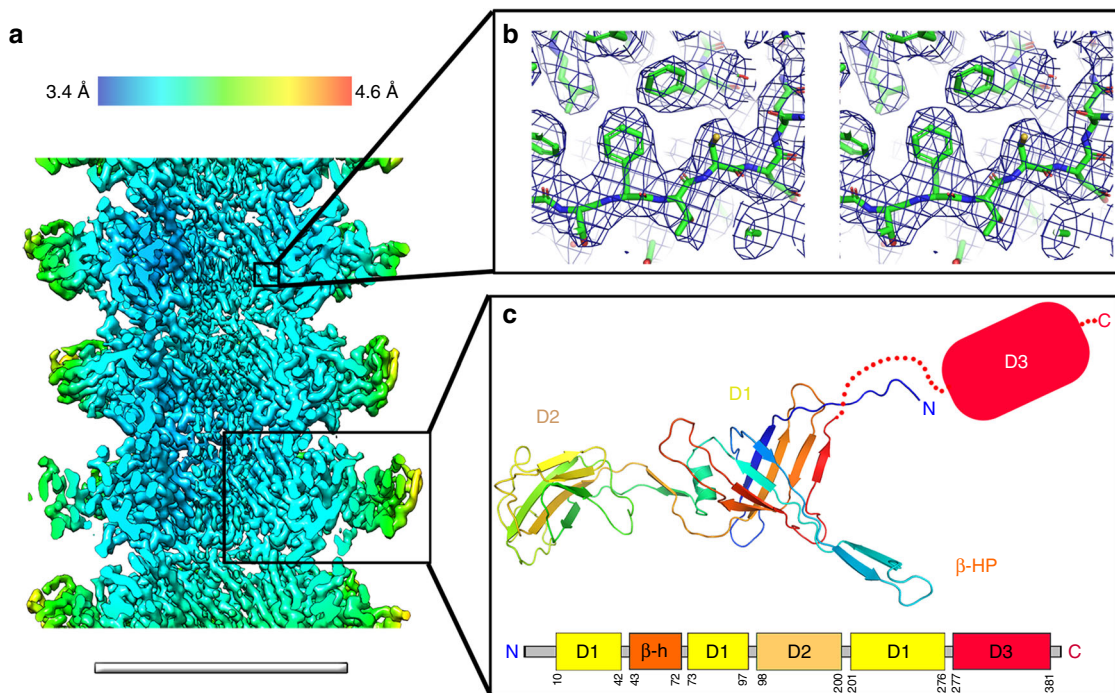 a
3.4 Å
4.6 Å
b
c
D2
D1
N
D3
C
β-HP
N
D1
β-h
D1
D2
D1
D3
C
10
42
43
72
73
97
98
200
201
276
277
381